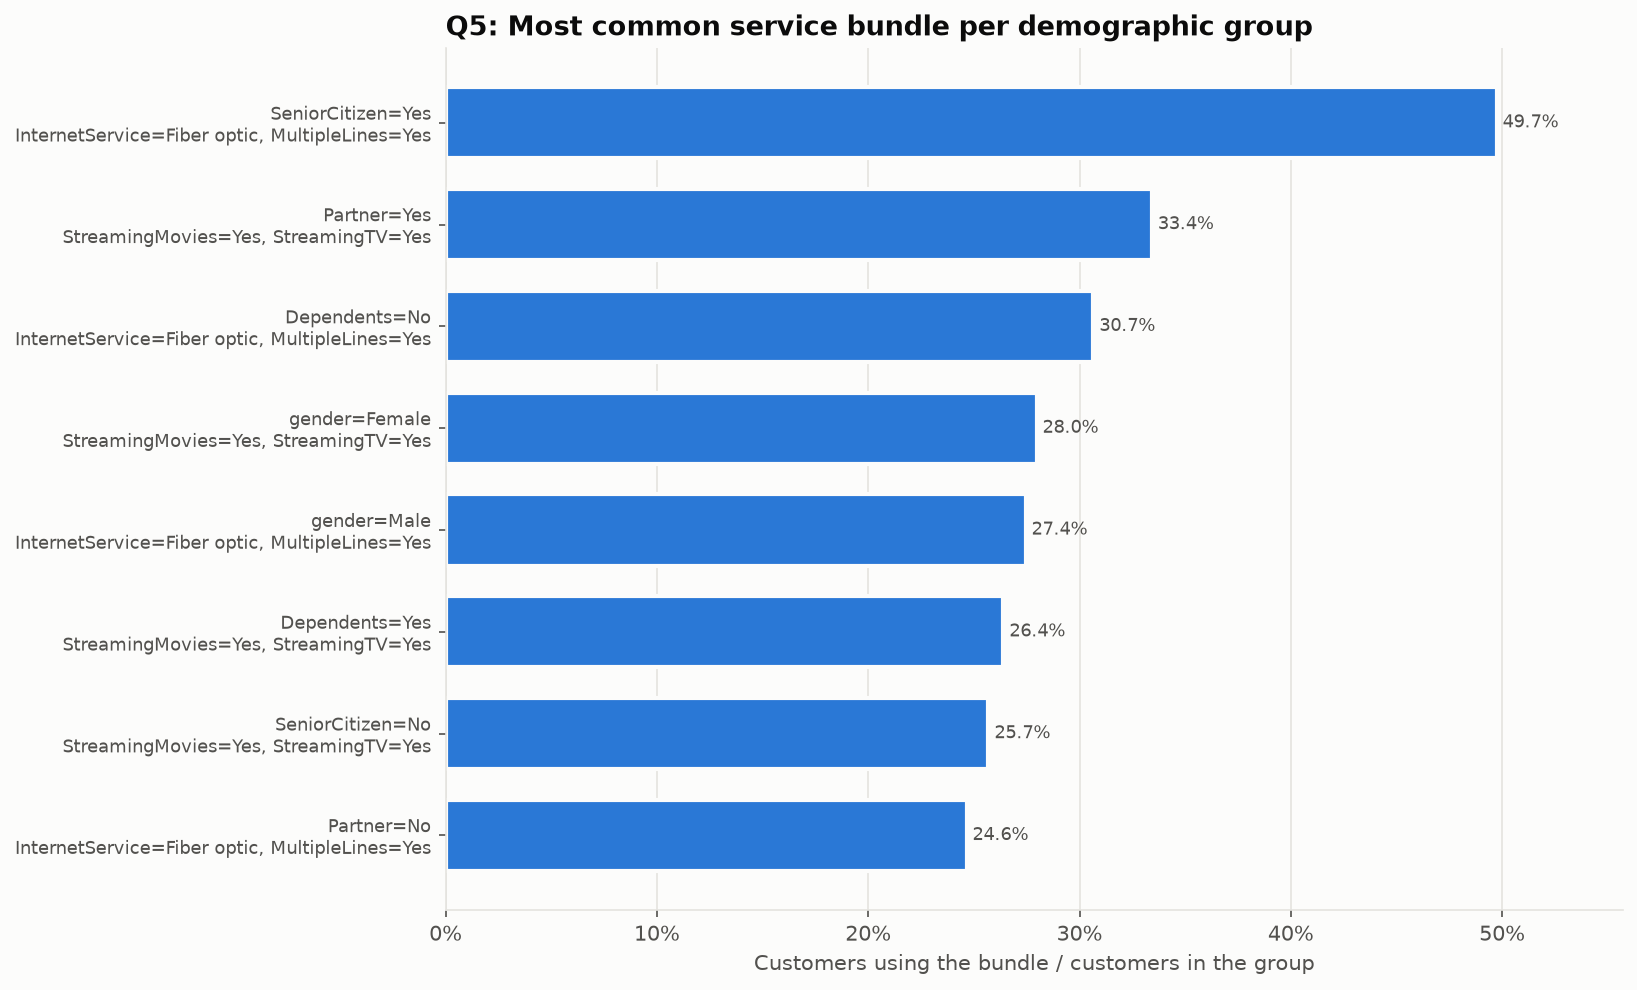 Q5: Most common service bundle per demographic group
SeniorCitizen=Yes
InternetService=Fiber optic, MultipleLines=Yes
49.7%
Partner=Yes
StreamingMovies=Yes, StreamingTV=Yes
33.4%
Dependents=No
InternetService=Fiber optic, MultipleLines=Yes
30.7%
gender=Female
StreamingMovies=Yes, StreamingTV=Yes
28.0%
gender=Male
InternetService=Fiber optic, MultipleLines=Yes
27.4%
Dependents=Yes
StreamingMovies=Yes, StreamingTV=Yes
26.4%
SeniorCitizen=No
StreamingMovies=Yes, StreamingTV=Yes
25.7%
Partner=No
InternetService=Fiber optic, MultipleLines=Yes
24.6%
0% 10% 20% 30% 40% 50%
Customers using the bundle / customers in the group